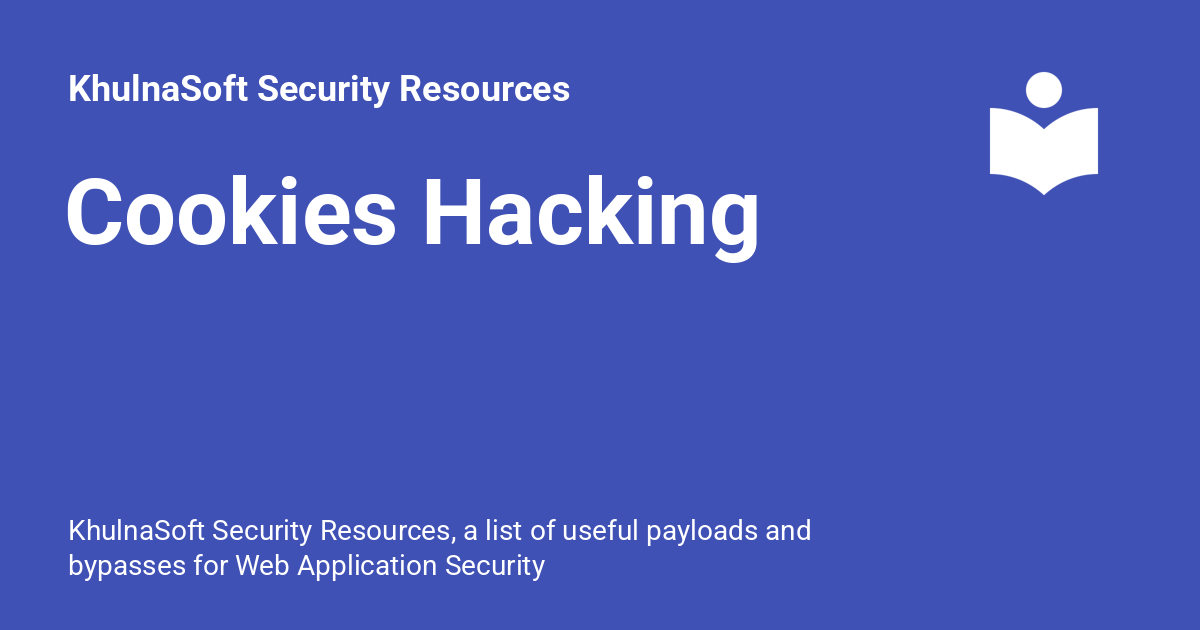 KhulnaSoft Security Resources
Cookies Hacking
KhulnaSoft Security Resources, a list of useful payloads and
bypasses for Web Application Security